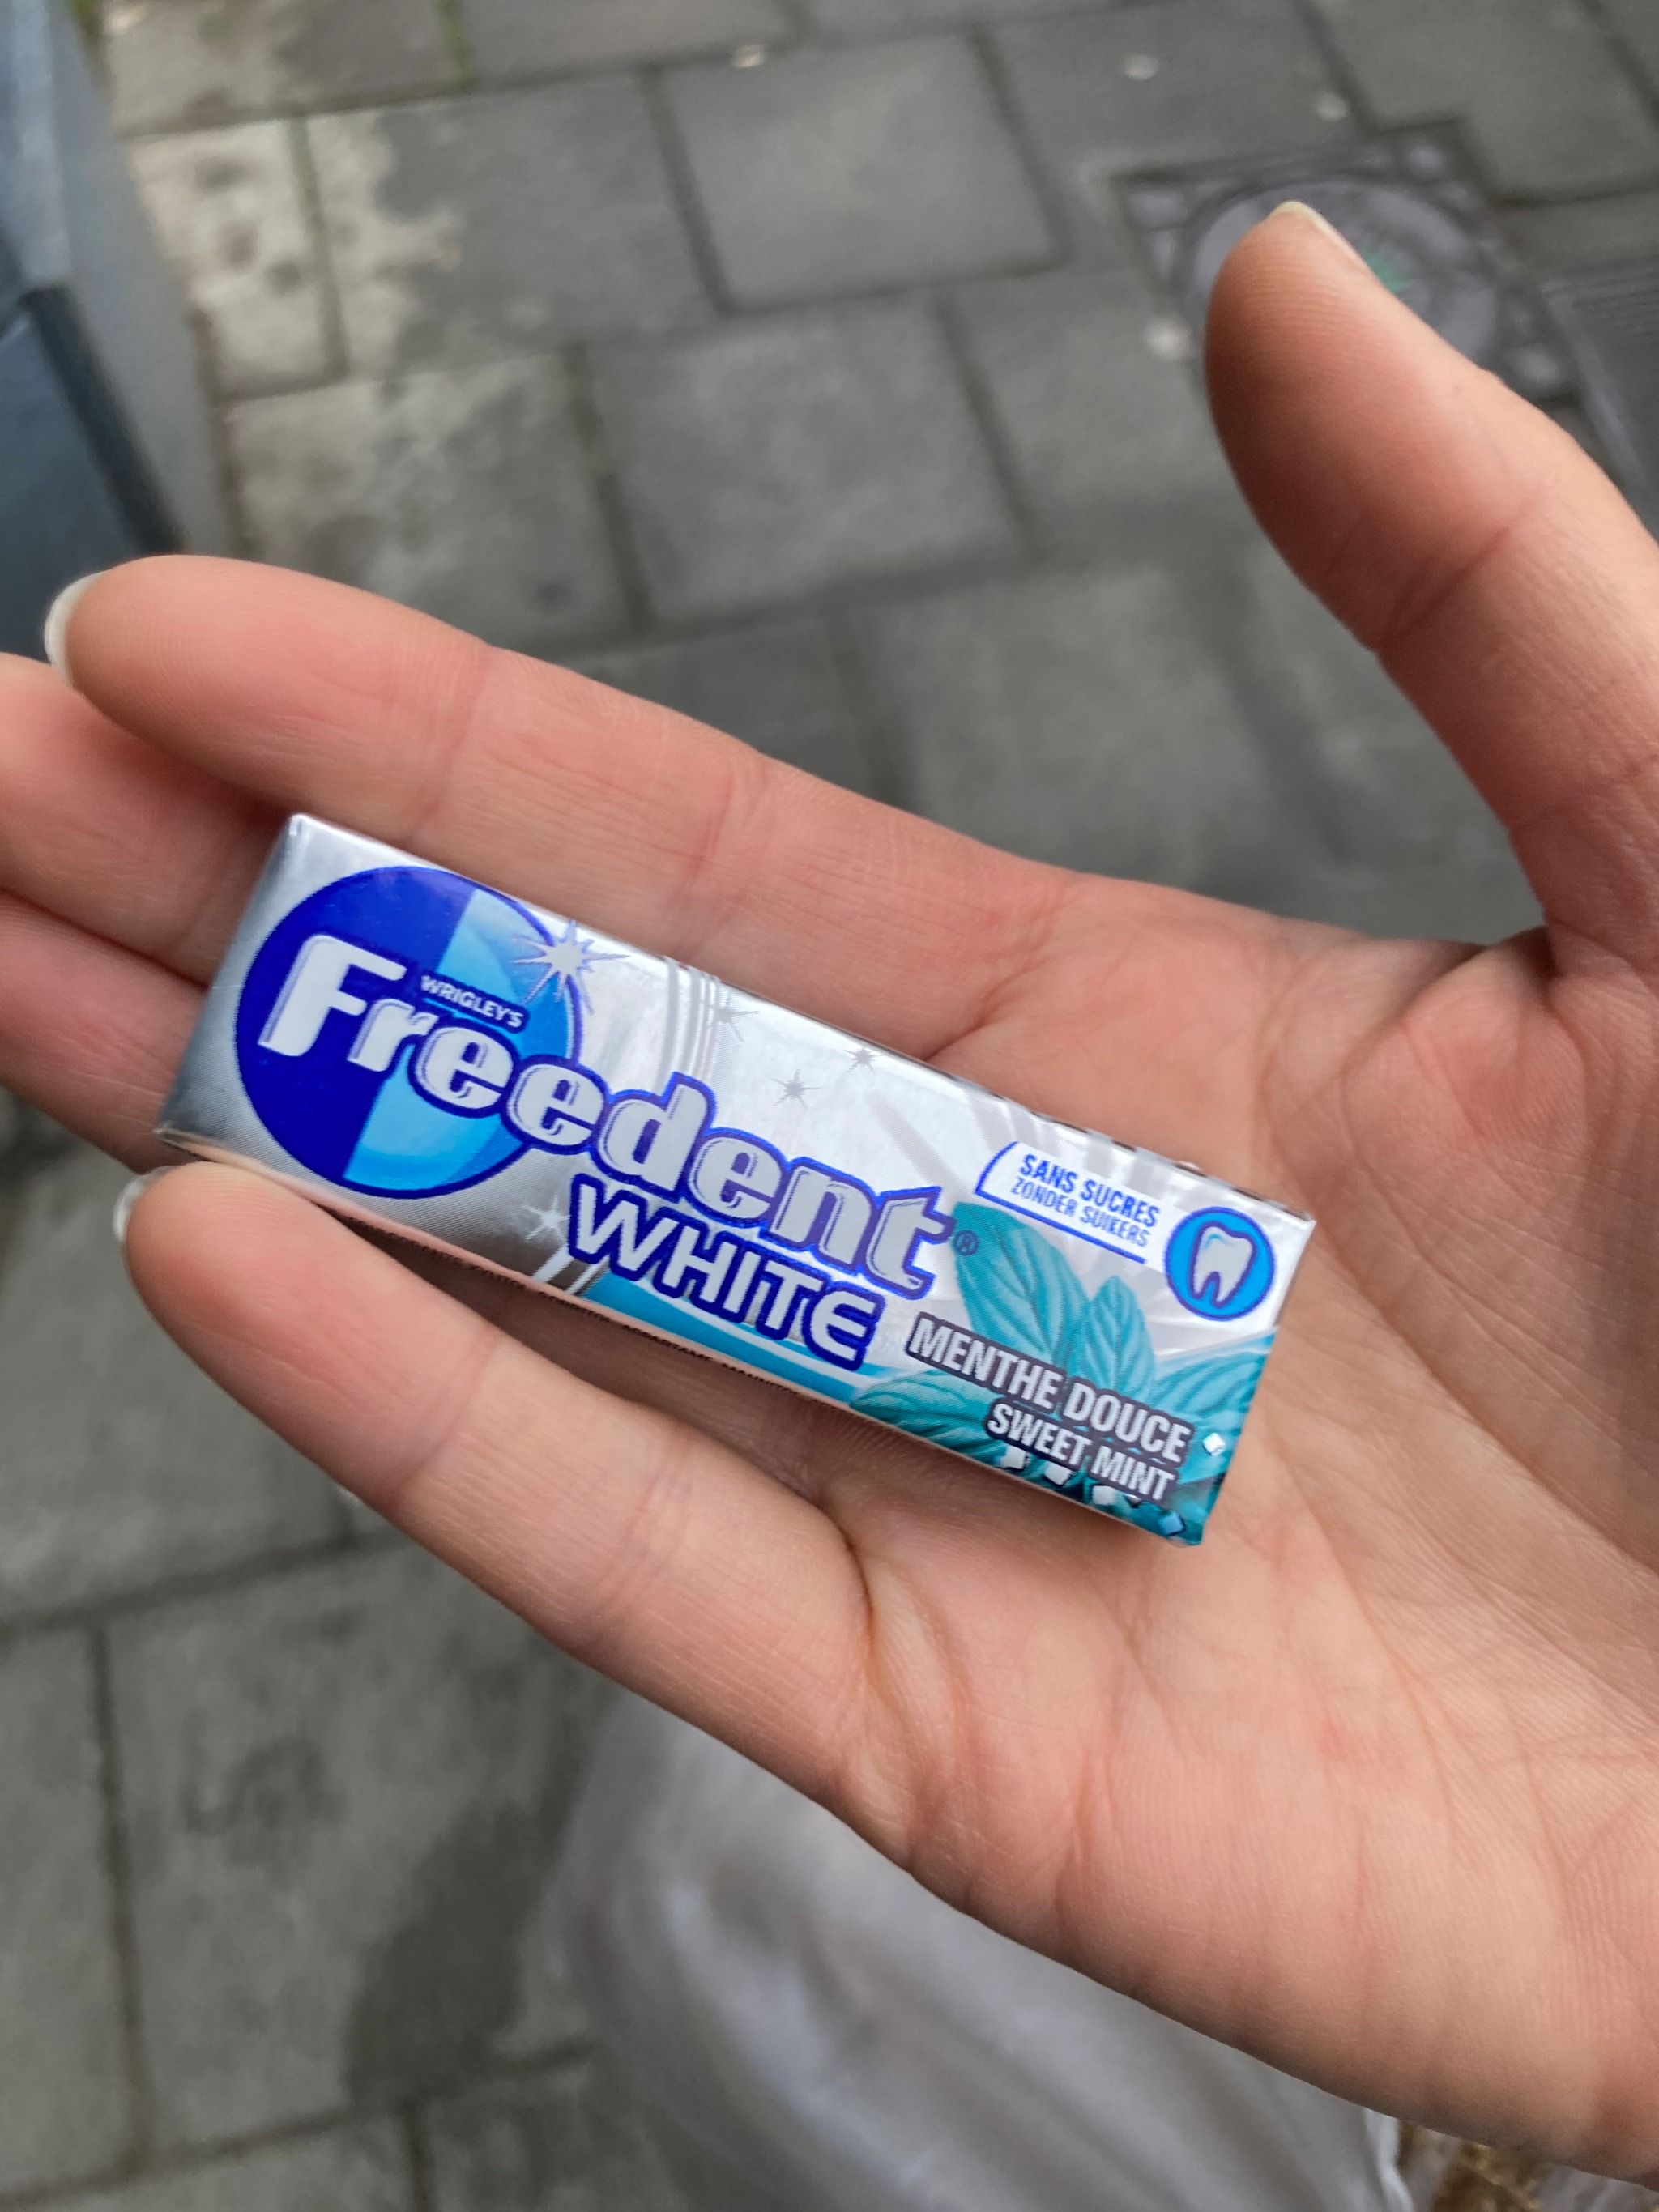 WRIGLEY'S
Freedent®
WHITE
SANS SUCRES
ZONDER SUIKERS
MENTHE DOUCE
SWEET MINT